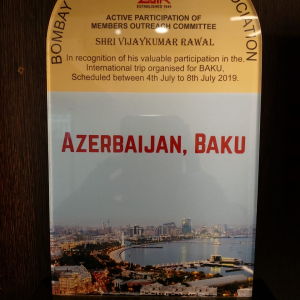 BOMBAY
ESTABLISHED 1949
ACTIVE PARTICIPATION OF
MEMBERS OUTREACH COMMITTEE
SHRI VIJAYKUMAR RAWAL
In recognition of his valuable participation in the
International trip organised for BAKU,
Scheduled between 4th July to 8th July 2019.
AZERBAIJAN, BAKU